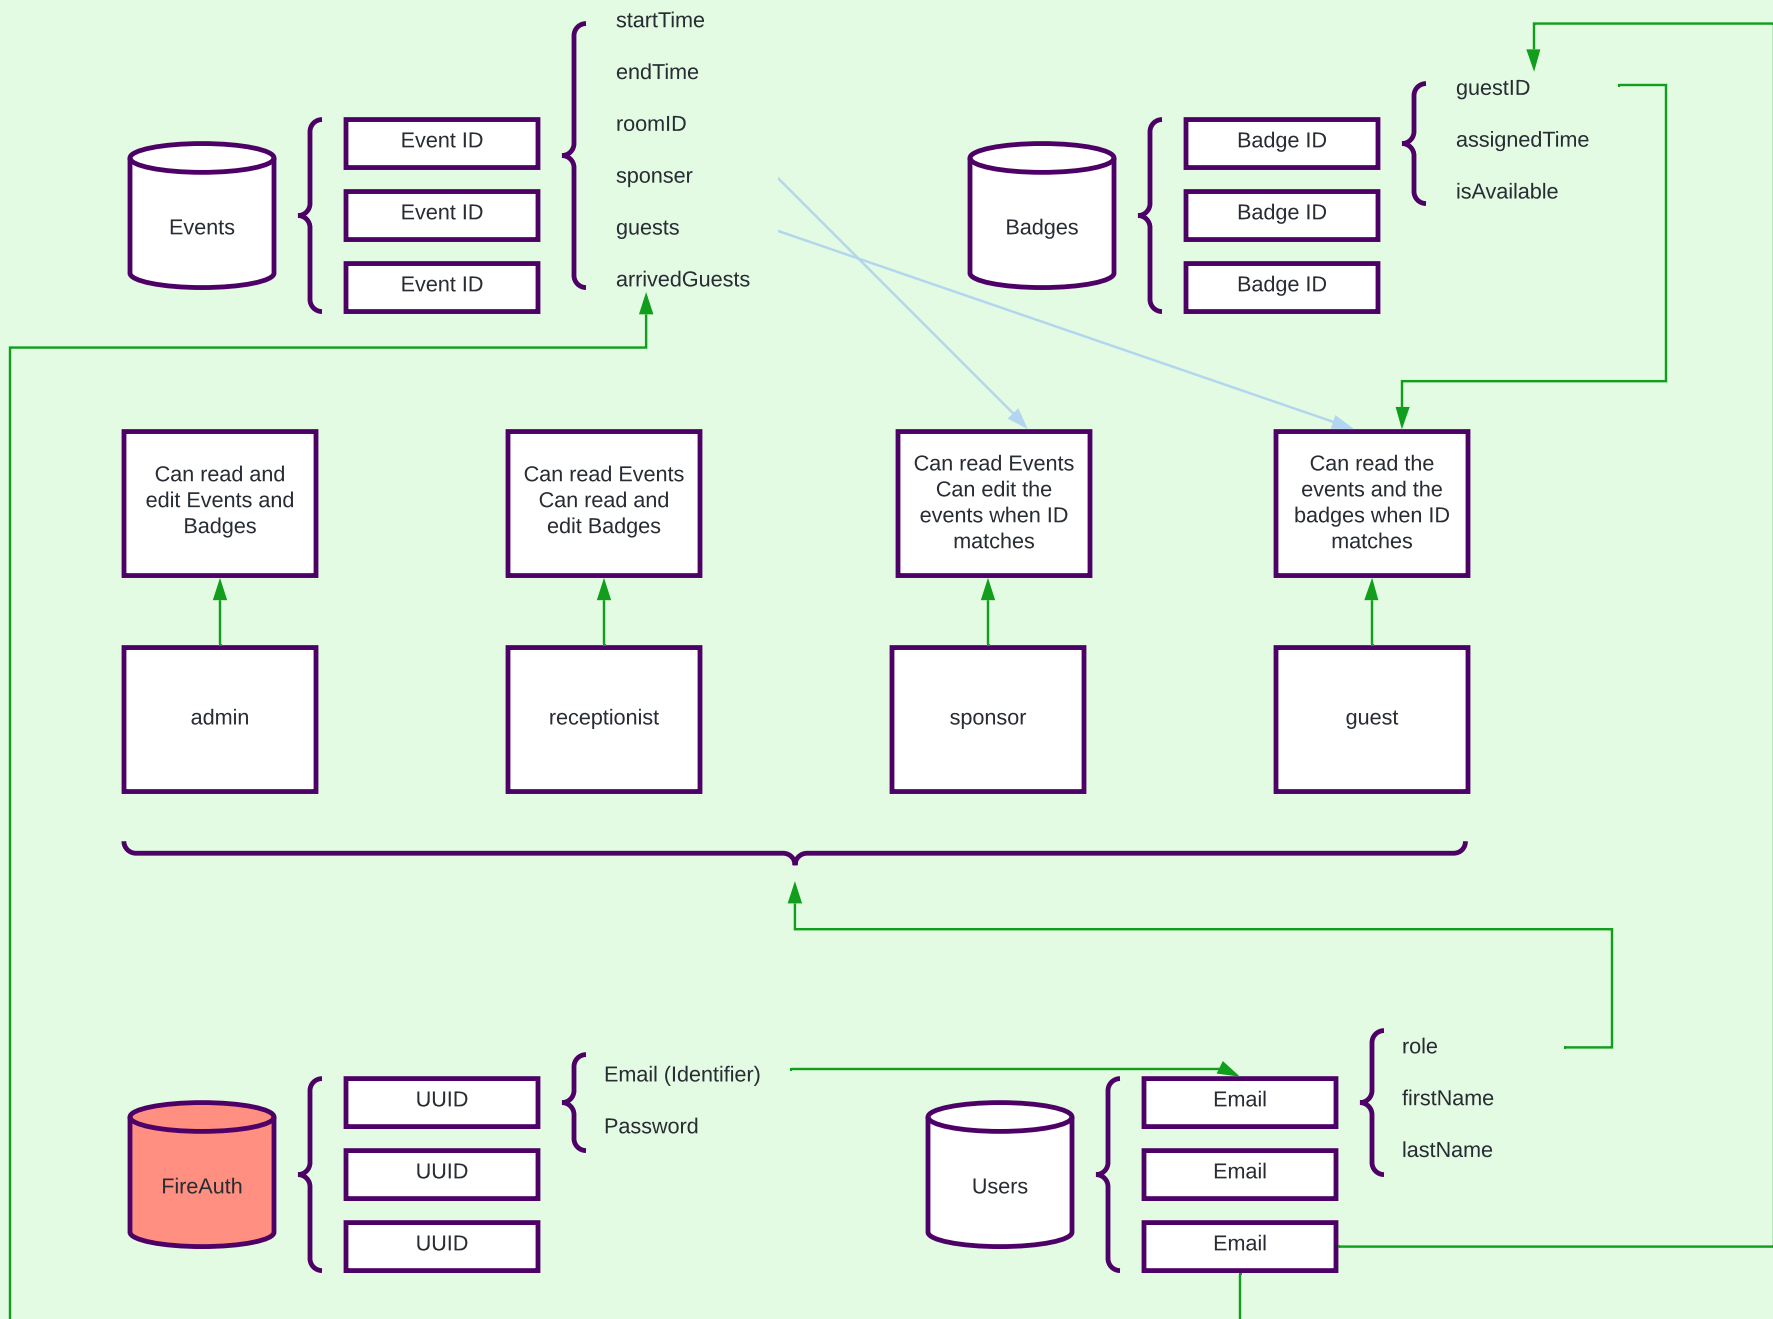 startTime
endTime
roomID
sponser
guests
arrivedGuests
Event ID
Event ID
Event ID
Events
guestID
assignedTime
isAvailable
Badge ID
Badge ID
Badge ID
Badges
Can read and
edit Events and
Badges
Can read Events
Can read and
edit Badges
Can read Events
Can edit the
events when ID
matches
Can read the
events and the
badges when ID
matches
admin
receptionist
sponsor
guest
Email (Identifier)
Password
UUID
UUID
UUID
FireAuth
role
firstName
lastName
Email
Email
Email
Users